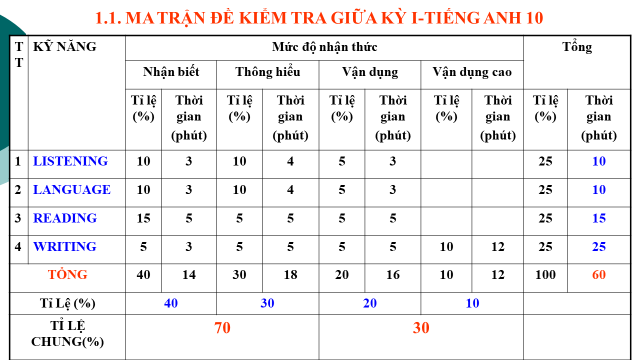 1.1. MA TRẬN ĐỀ KIỂM TRA GIỮA KỲ I-TIẾNG ANH 10
TT KỸ NĂNG Mức độ nhận thức Tổng
Nhận biết Thông hiểu Vận dụng Vận dụng cao
Tỉ lệ (%) Thời gian (phút) Tỉ lệ (%) Thời gian (phút) Tỉ lệ (%) Thời gian (phút) Tỉ lệ (%) Thời gian (phút) Tỉ lệ (%) Thời gian (phút)
1 LISTENING 10 3 10 4 5 3 25 10
2 LANGUAGE 10 3 10 4 5 3 25 10
3 READING 15 5 5 5 5 5 25 15
4 WRITING 5 3 5 5 5 5 10 12 25 25
TỔNG 40 14 30 18 20 16 10 12 100 60
Tỉ Lệ (%) 40 30 20 10
TỈ LỆ CHUNG(%) 70 30